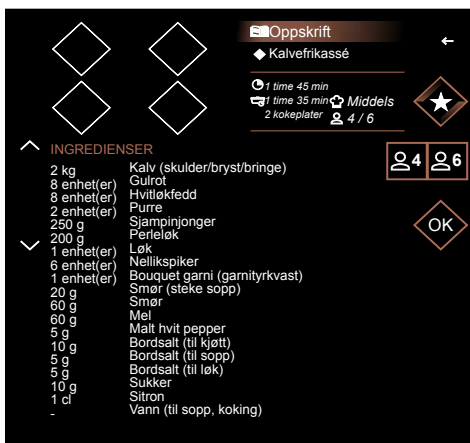 Oppskrift
Kalvefrikassé
1 time 45 min
1 time 35 min Middels
2 kokeplater 4 / 6
INGREDIENSER
4 6
2 kg Kalv (skulder/bryst/bringe)
8 enhet(er) Gulrot
8 enhet(er) Hvitløkfedd
2 enhet(er) Purre
250 g Sjampinjonger
200 g Perleløk
1 enhet(er) Løk
6 enhet(er) Nellikspiker
1 enhet(er) Bouquet garni (garnityrkvast)
20 g Smør (steke sopp)
60 g Smør
60 g Mel
5 g Malt hvit pepper
10 g Bordsalt (til kjøtt)
5 g Bordsalt (til sopp)
5 g Bordsalt (til løk)
10 g Sukker
1 cl Sitron
- Vann (til sopp, koking)
OK